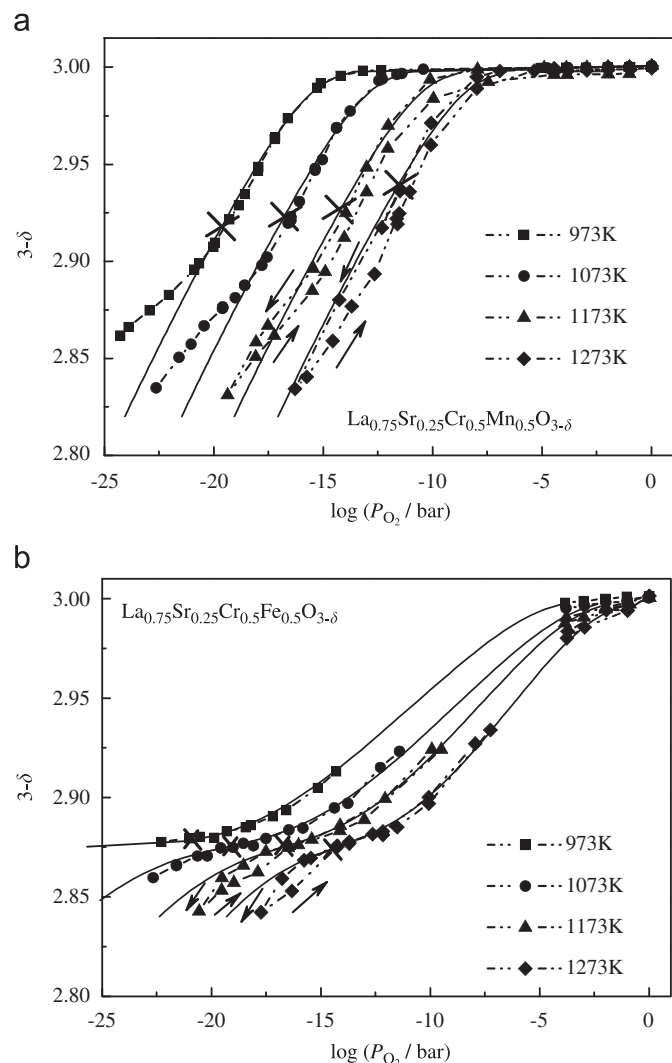 a
3.00
2.95
2.90
2.85
2.80
3-δ
973K
1073K
1173K
1273K
La0.75Sr0.25Cr0.5Mn0.5O3-δ
-25 -20 -15 -10 -5 0
log (PO2 / bar)
b
La0.75Sr0.25Cr0.5Fe0.5O3-δ
3.00
2.95
2.90
2.85
2.80
3-δ
973K
1073K
1173K
1273K
-25 -20 -15 -10 -5 0
log (PO2 / bar)